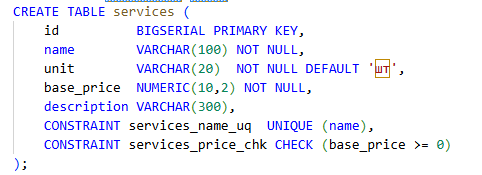 CREATE TABLE services (
    id          BIGSERIAL PRIMARY KEY,
    name        VARCHAR(100) NOT NULL,
    unit        VARCHAR(20)  NOT NULL DEFAULT 'шт',
    base_price  NUMERIC(10,2) NOT NULL,
    description VARCHAR(300),
    CONSTRAINT services_name_uq  UNIQUE (name),
    CONSTRAINT services_price_chk CHECK (base_price >= 0)
);